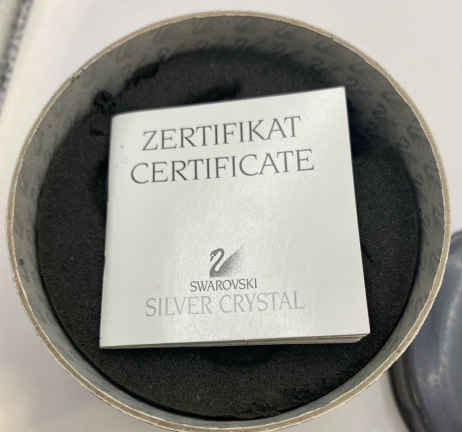 ZERTIFIKAT
CERTIFICATE
SWAROVSKI
SILVER CRYSTAL